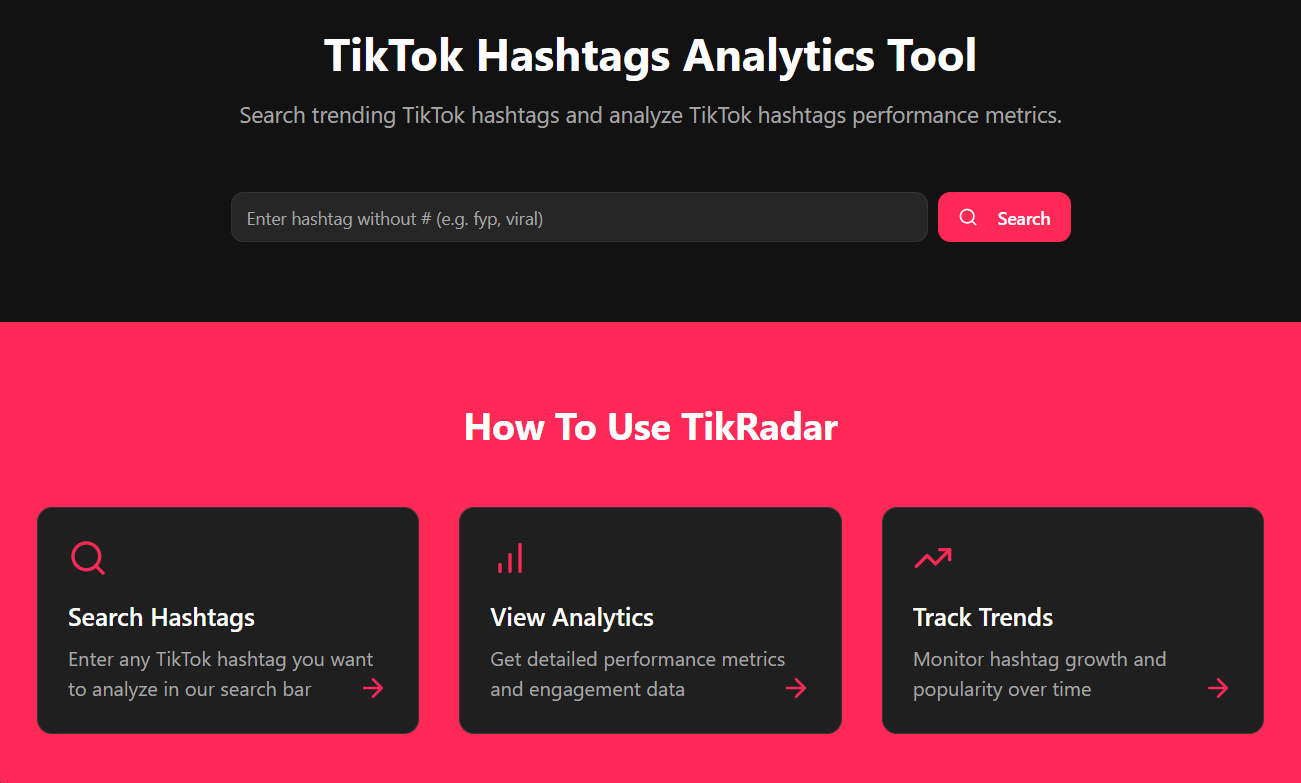 TikTok Hashtags Analytics Tool
Search trending TikTok hashtags and analyze TikTok hashtags performance metrics.
Enter hashtag without # (e.g. fyp, viral)
Search
How To Use TikRadar
Search Hashtags
Enter any TikTok hashtag you want
to analyze in our search bar
View Analytics
Get detailed performance metrics
and engagement data
Track Trends
Monitor hashtag growth and
popularity over time